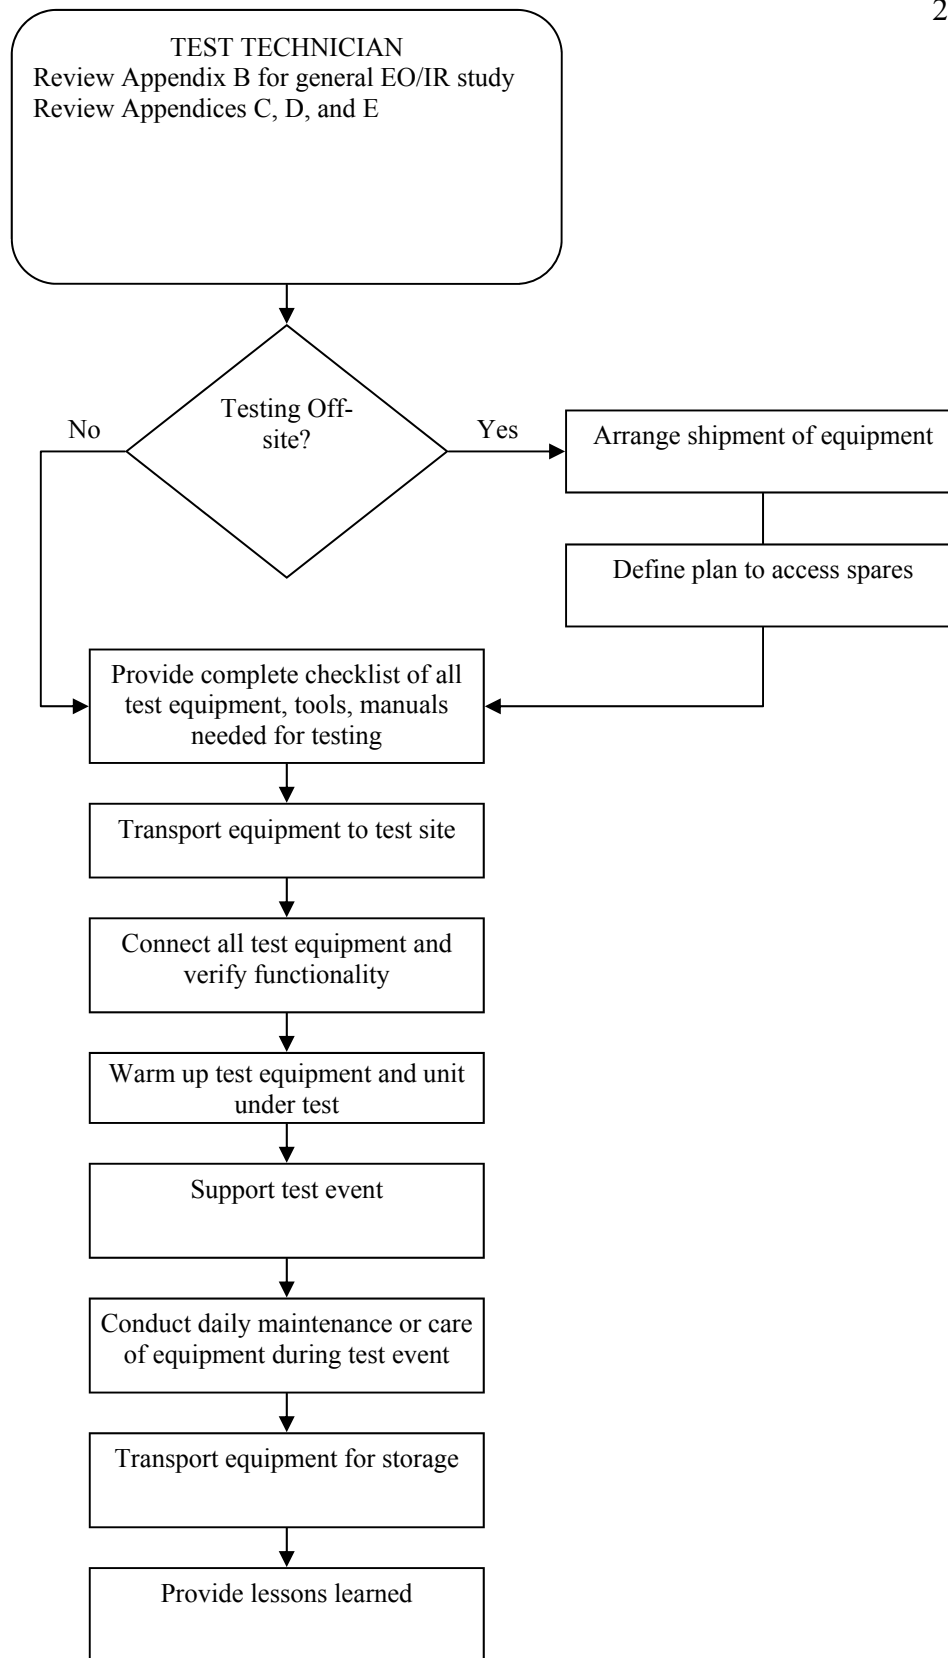 2
TEST TECHNICIAN
Review Appendix B for general EO/IR study
Review Appendices C, D, and E
Testing Off-
site?
No
Yes
Arrange shipment of equipment
Define plan to access spares
Provide complete checklist of all
test equipment, tools, manuals
needed for testing
Transport equipment to test site
Connect all test equipment and
verify functionality
Warm up test equipment and unit
under test
Support test event
Conduct daily maintenance or care
of equipment during test event
Transport equipment for storage
Provide lessons learned